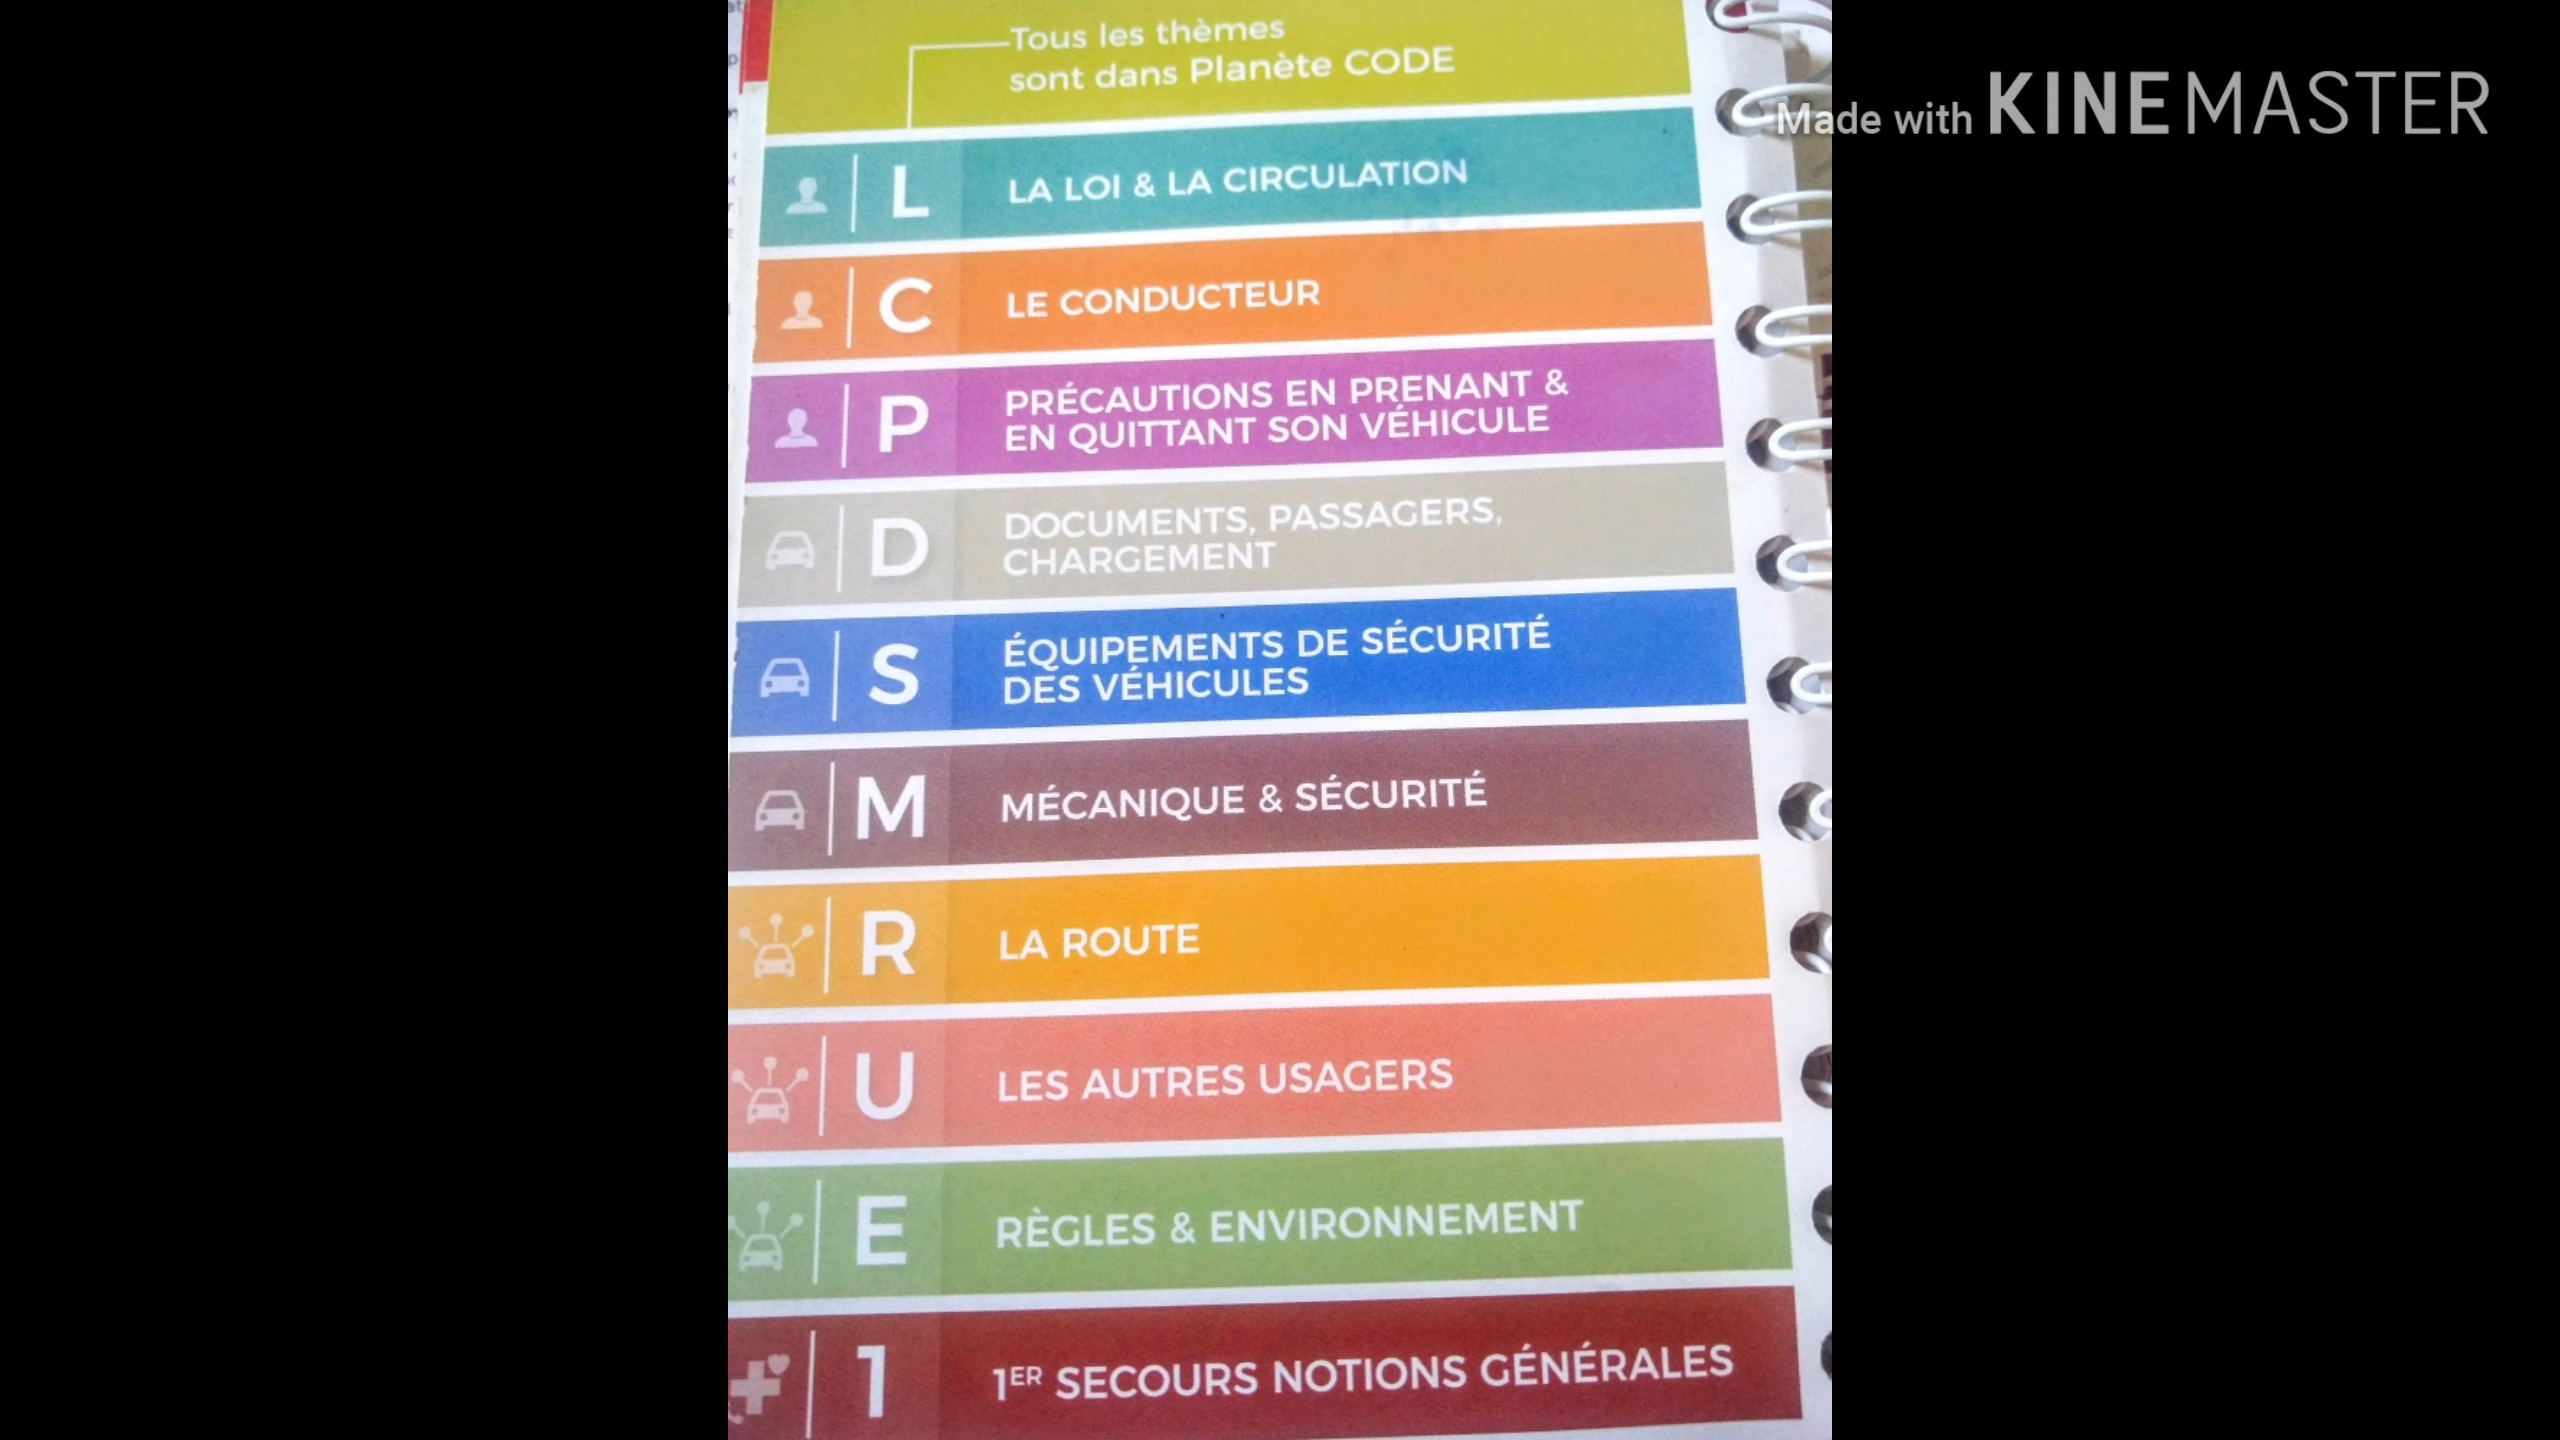 Tous les thèmes
sont dans Planète CODE
Made with KINEMASTER
L LA LOI & LA CIRCULATION
C LE CONDUCTEUR
P PRÉCAUTIONS EN PRENANT &
EN QUITTANT SON VÉHICULE
D DOCUMENTS, PASSAGERS,
CHARGEMENT
S ÉQUIPEMENTS DE SÉCURITÉ
DES VÉHICULES
M MÉCANIQUE & SÉCURITÉ
R LA ROUTE
U LES AUTRES USAGERS
E RÈGLES & ENVIRONNEMENT
1 1ER SECOURS NOTIONS GÉNÉRALES